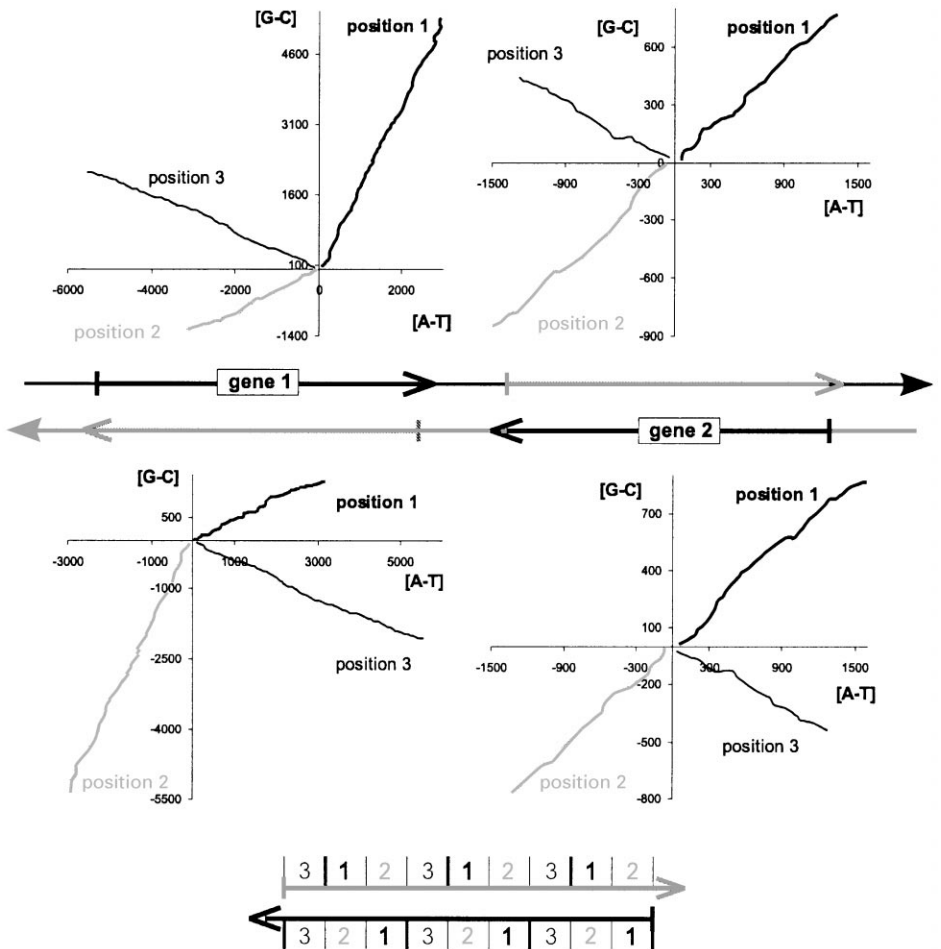 [G-C]
position 1
4600
3100
position 3
1600
100
-6000 -4000 -2000 0 2000
[A-T]
position 2
-1400
[G-C]
position 1
600
position 3
300
0
-1500 -900 -300 300 900 1500
[A-T]
-300
-600
position 2
-900
gene 1
gene 2
[G-C]
position 1
500
-3000 -1000 1000 3000 5000
[A-T]
-1000
position 3
-2500
-4000
position 2
-5500
[G-C]
position 1
700
400
100
-1500 -900 -300 300 900 1500
[A-T]
-200
-500
position 3
position 2
-800
3 1 2 3 1 2 3 1 2
3 2 1 3 2 1 3 2 1